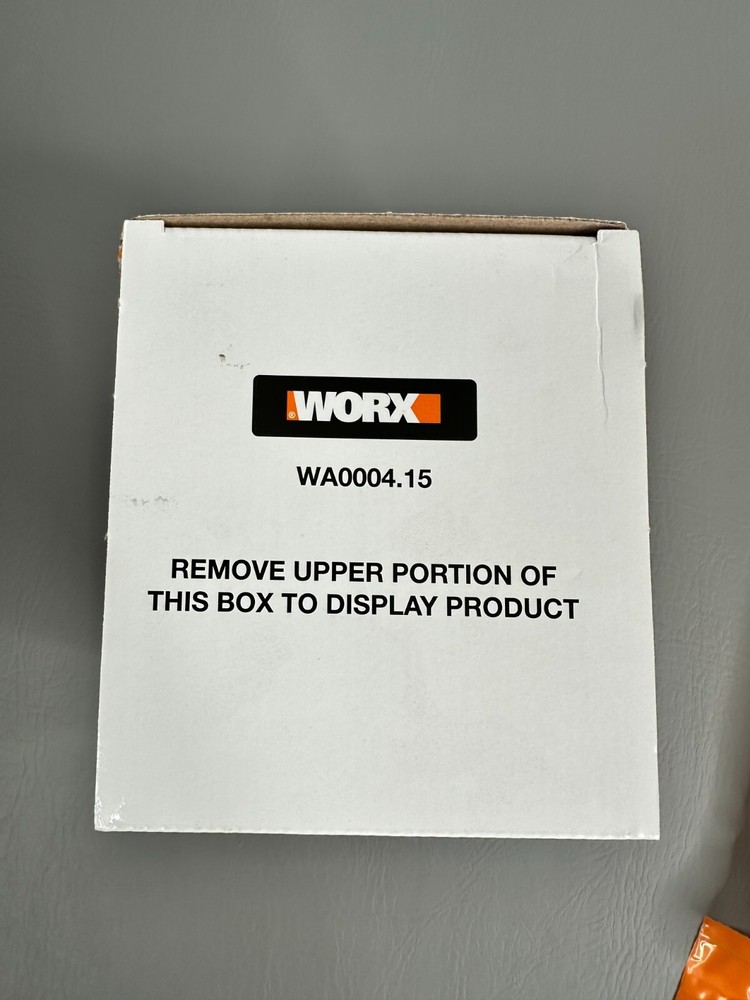 ®WORX
WA0004.15
REMOVE UPPER PORTION OF
THIS BOX TO DISPLAY PRODUCT